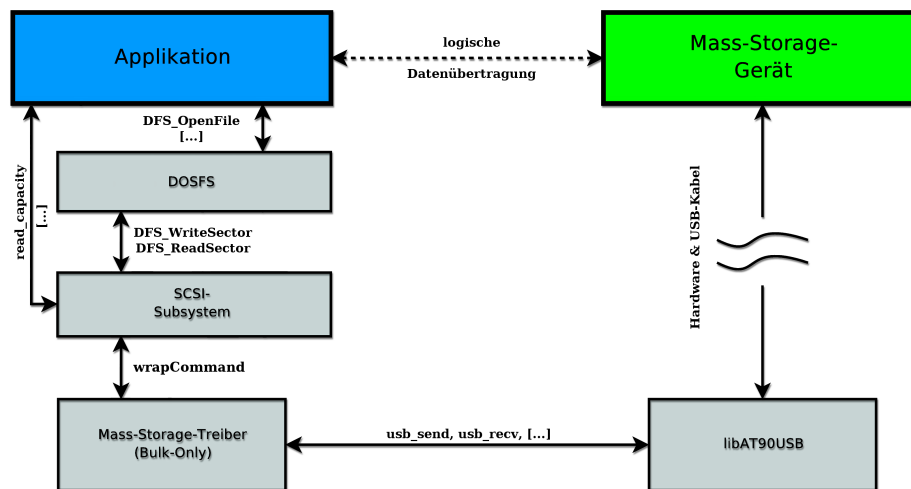 Applikation
logische
Datenübertragung
Mass-Storage-
Gerät
DFS_OpenFile
[...]
read_capacity
[...]
DOSFS
DFS_WriteSector
DFS_ReadSector
Hardware & USB-Kabel
SCSI-
Subsystem
wrapCommand
Mass-Storage-Treiber
(Bulk-Only)
usb_send, usb_recv, [...]
libAT90USB